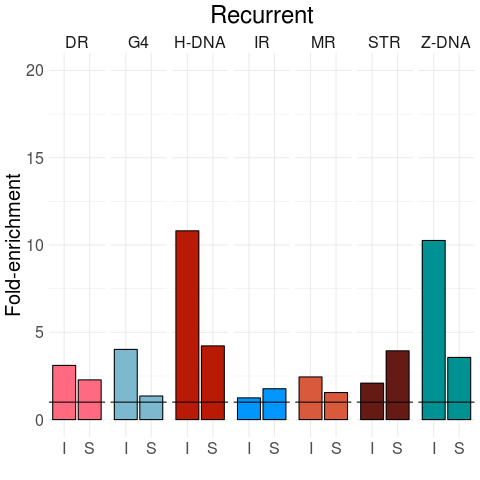 Recurrent
DR G4 H-DNA IR MR STR Z-DNA
Fold-enrichment
20
15
10
5
0
I S I S I S I S I S I S I S